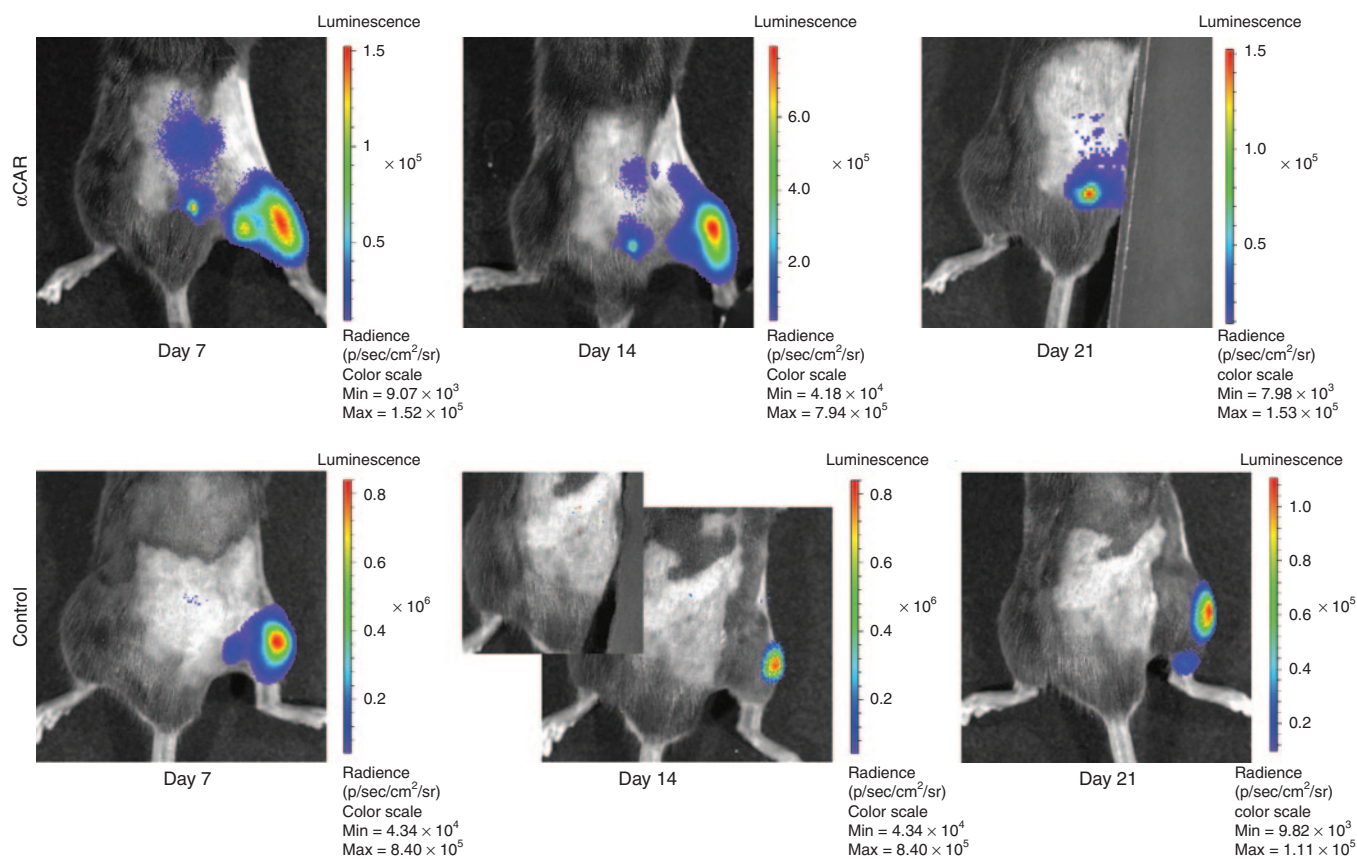 Luminescence
Luminescence
Luminescence
αCAR
1.5
1
0.5
× 10⁵
6.0
4.0
2.0
× 10⁵
1.5
1.0
0.5
× 10⁵
Day 7
Radience
(p/sec/cm²/sr)
Color scale
Min = 9.07 × 10³
Max = 1.52 × 10⁵
Day 14
Radience
(p/sec/cm²/sr)
Color scale
Min = 4.18 × 10⁴
Max = 7.94 × 10⁵
Day 21
Radience
(p/sec/cm²/sr)
color scale
Min = 7.98 × 10³
Max = 1.53 × 10⁵
Luminescence
Luminescence
Luminescence
Control
0.8
0.6
0.4
0.2
× 10⁶
0.8
0.6
0.4
0.2
× 10⁶
1.0
0.8
0.6
0.4
0.2
× 10⁵
Day 7
Radience
(p/sec/cm²/sr)
Color scale
Min = 4.34 × 10⁴
Max = 8.40 × 10⁵
Day 14
Radience
(p/sec/cm²/sr)
Color scale
Min = 4.34 × 10⁴
Max = 8.40 × 10⁵
Day 21
Radience
(p/sec/cm²/sr)
color scale
Min = 9.82 × 10³
Max = 1.11 × 10⁵